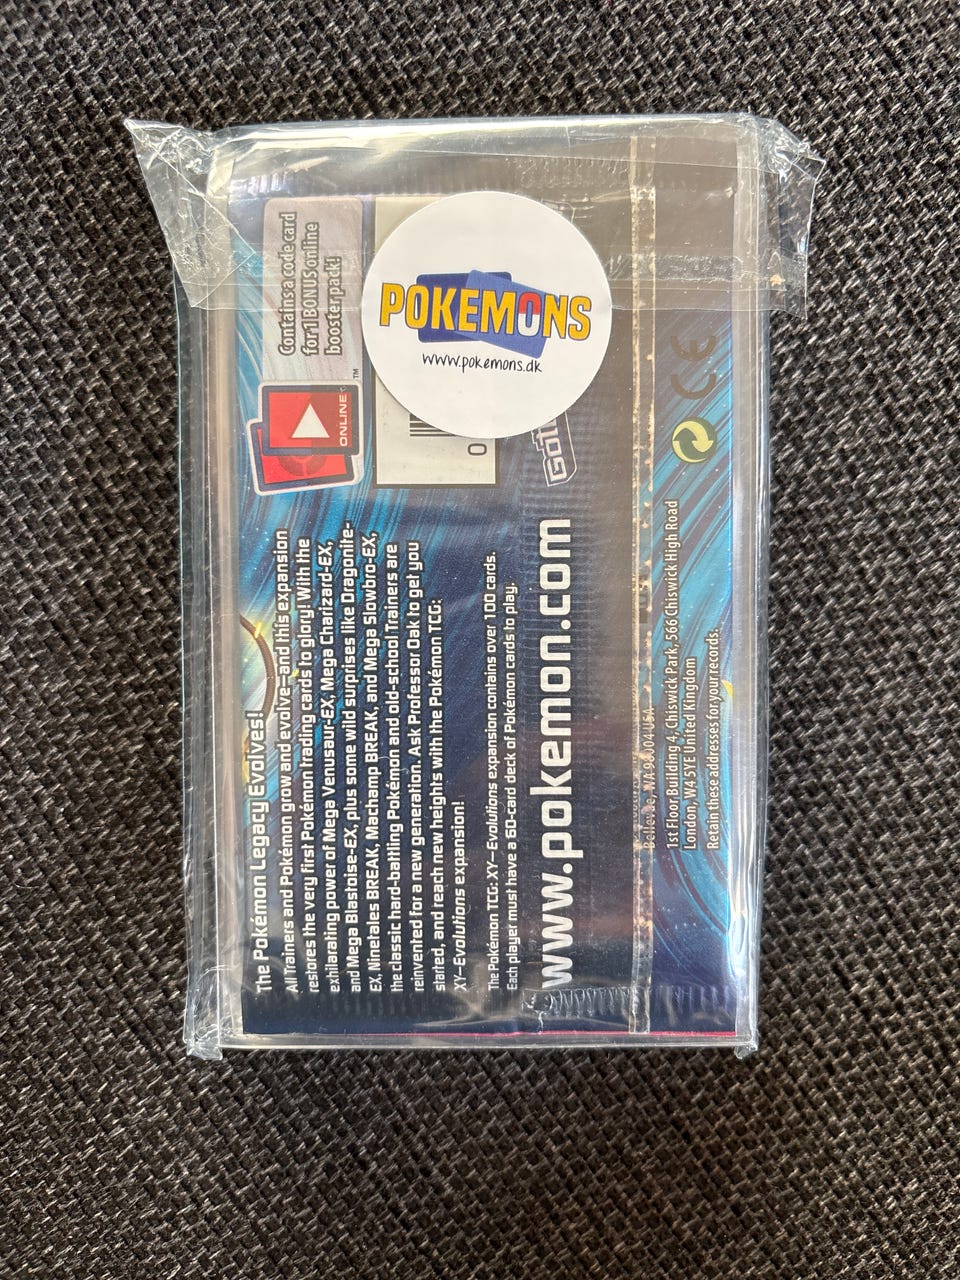 Contains a code card
for 1 BONUS online
booster pack!
ONLINE
TM
POKEMONS
www.pokemons.dk
0
The Pokémon Legacy Evolves!
All Trainers and Pokémon grow and evolve—and this expansion
restores the very first Pokémon trading cards to glory! With the
exhilarating power of Mega Venusaur-EX, Mega Charizard-EX,
and Mega Blastoise-EX, plus some wild surprises like Dragonite-
EX, Ninetales BREAK, Machamp BREAK, and Mega Slowbro-EX,
the classic hard-battling Pokémon and old-school Trainers are
reinvented for a new generation. Ask Professor Oak to get you
started, and reach new heights with the Pokémon TCG:
XY—Evolutions expansion!
The Pokémon TCG: XY—Evolutions expansion contains over 100 cards.
Each player must have a 60-card deck of Pokémon cards to play.
www.pokemon.com
Bellevue, WA 98004 USA
1st Floor Building 4, Chiswick Park, 566 Chiswick High Road
London, W4 5YE United Kingdom
Retain these addresses for your records.
CE